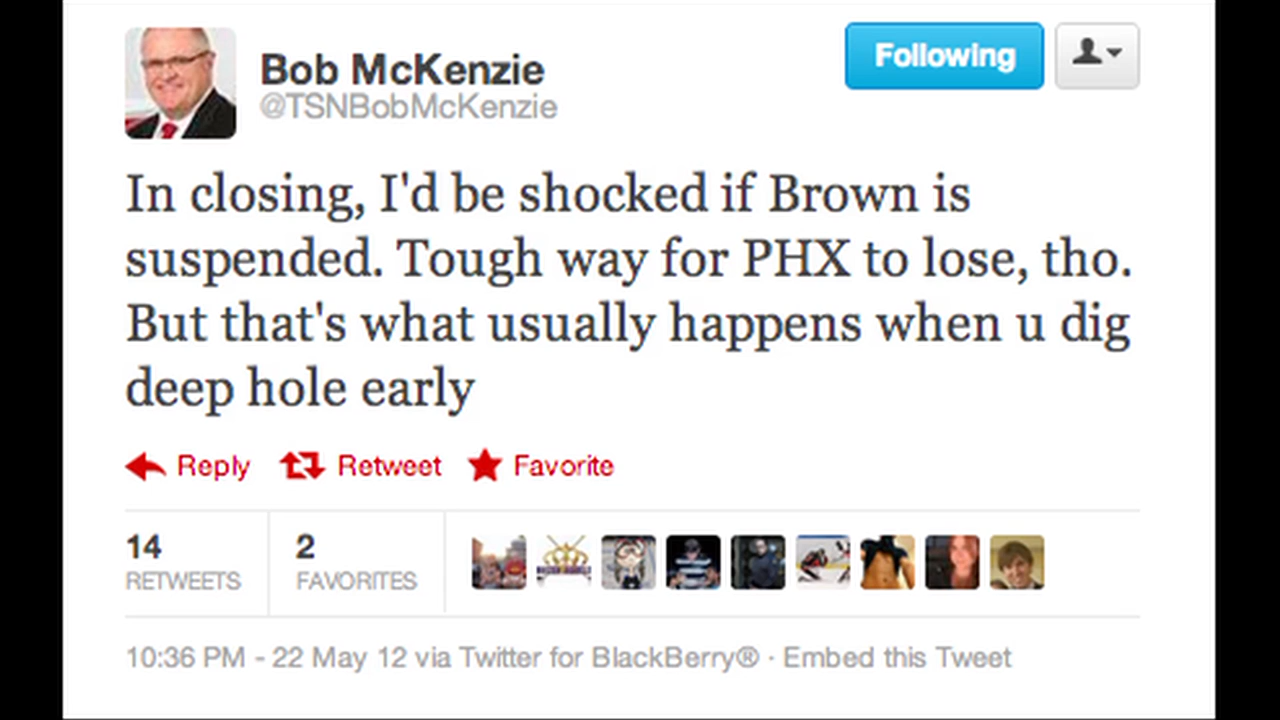 Bob McKenzie
@TSNBobMcKenzie
Following
In closing, I'd be shocked if Brown is
suspended. Tough way for PHX to lose, tho.
But that's what usually happens when u dig
deep hole early
Reply Retweet Favorite
14 RETWEETS
2 FAVORITES
10:36 PM - 22 May 12 via Twitter for BlackBerry® · Embed this Tweet